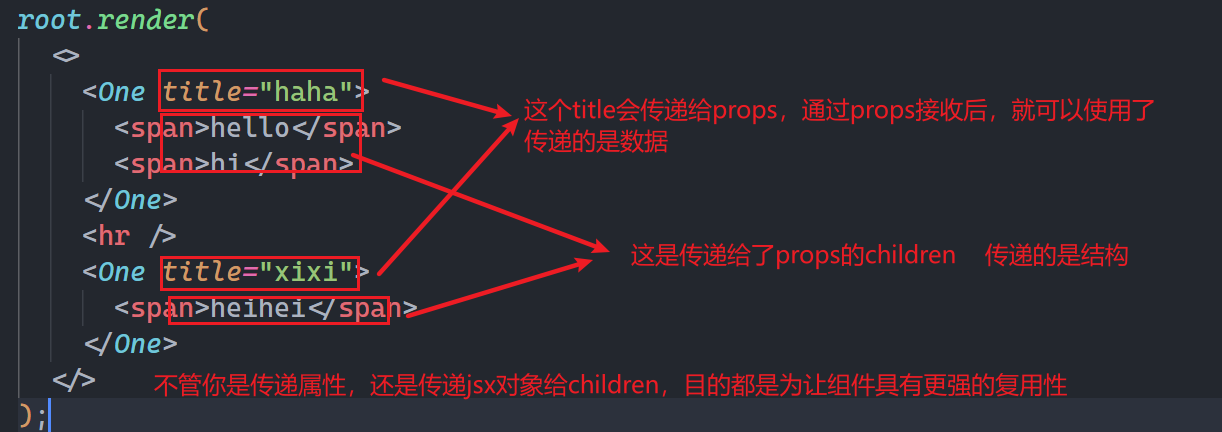 root.render(
<>
<One title="haha">
这个title会传递给props，通过props接收后，就可以使用了
<span>hello</span>
传递的是数据
<span>hi</span>
</One>
<hr />
这是传递给了props的children 传递的是结构
<One title="xixi">
<span>heihei</span>
</One>
</>
不管你是传递属性，还是传递jsx对象给children，目的都是为让组件具有更强的复用性
);